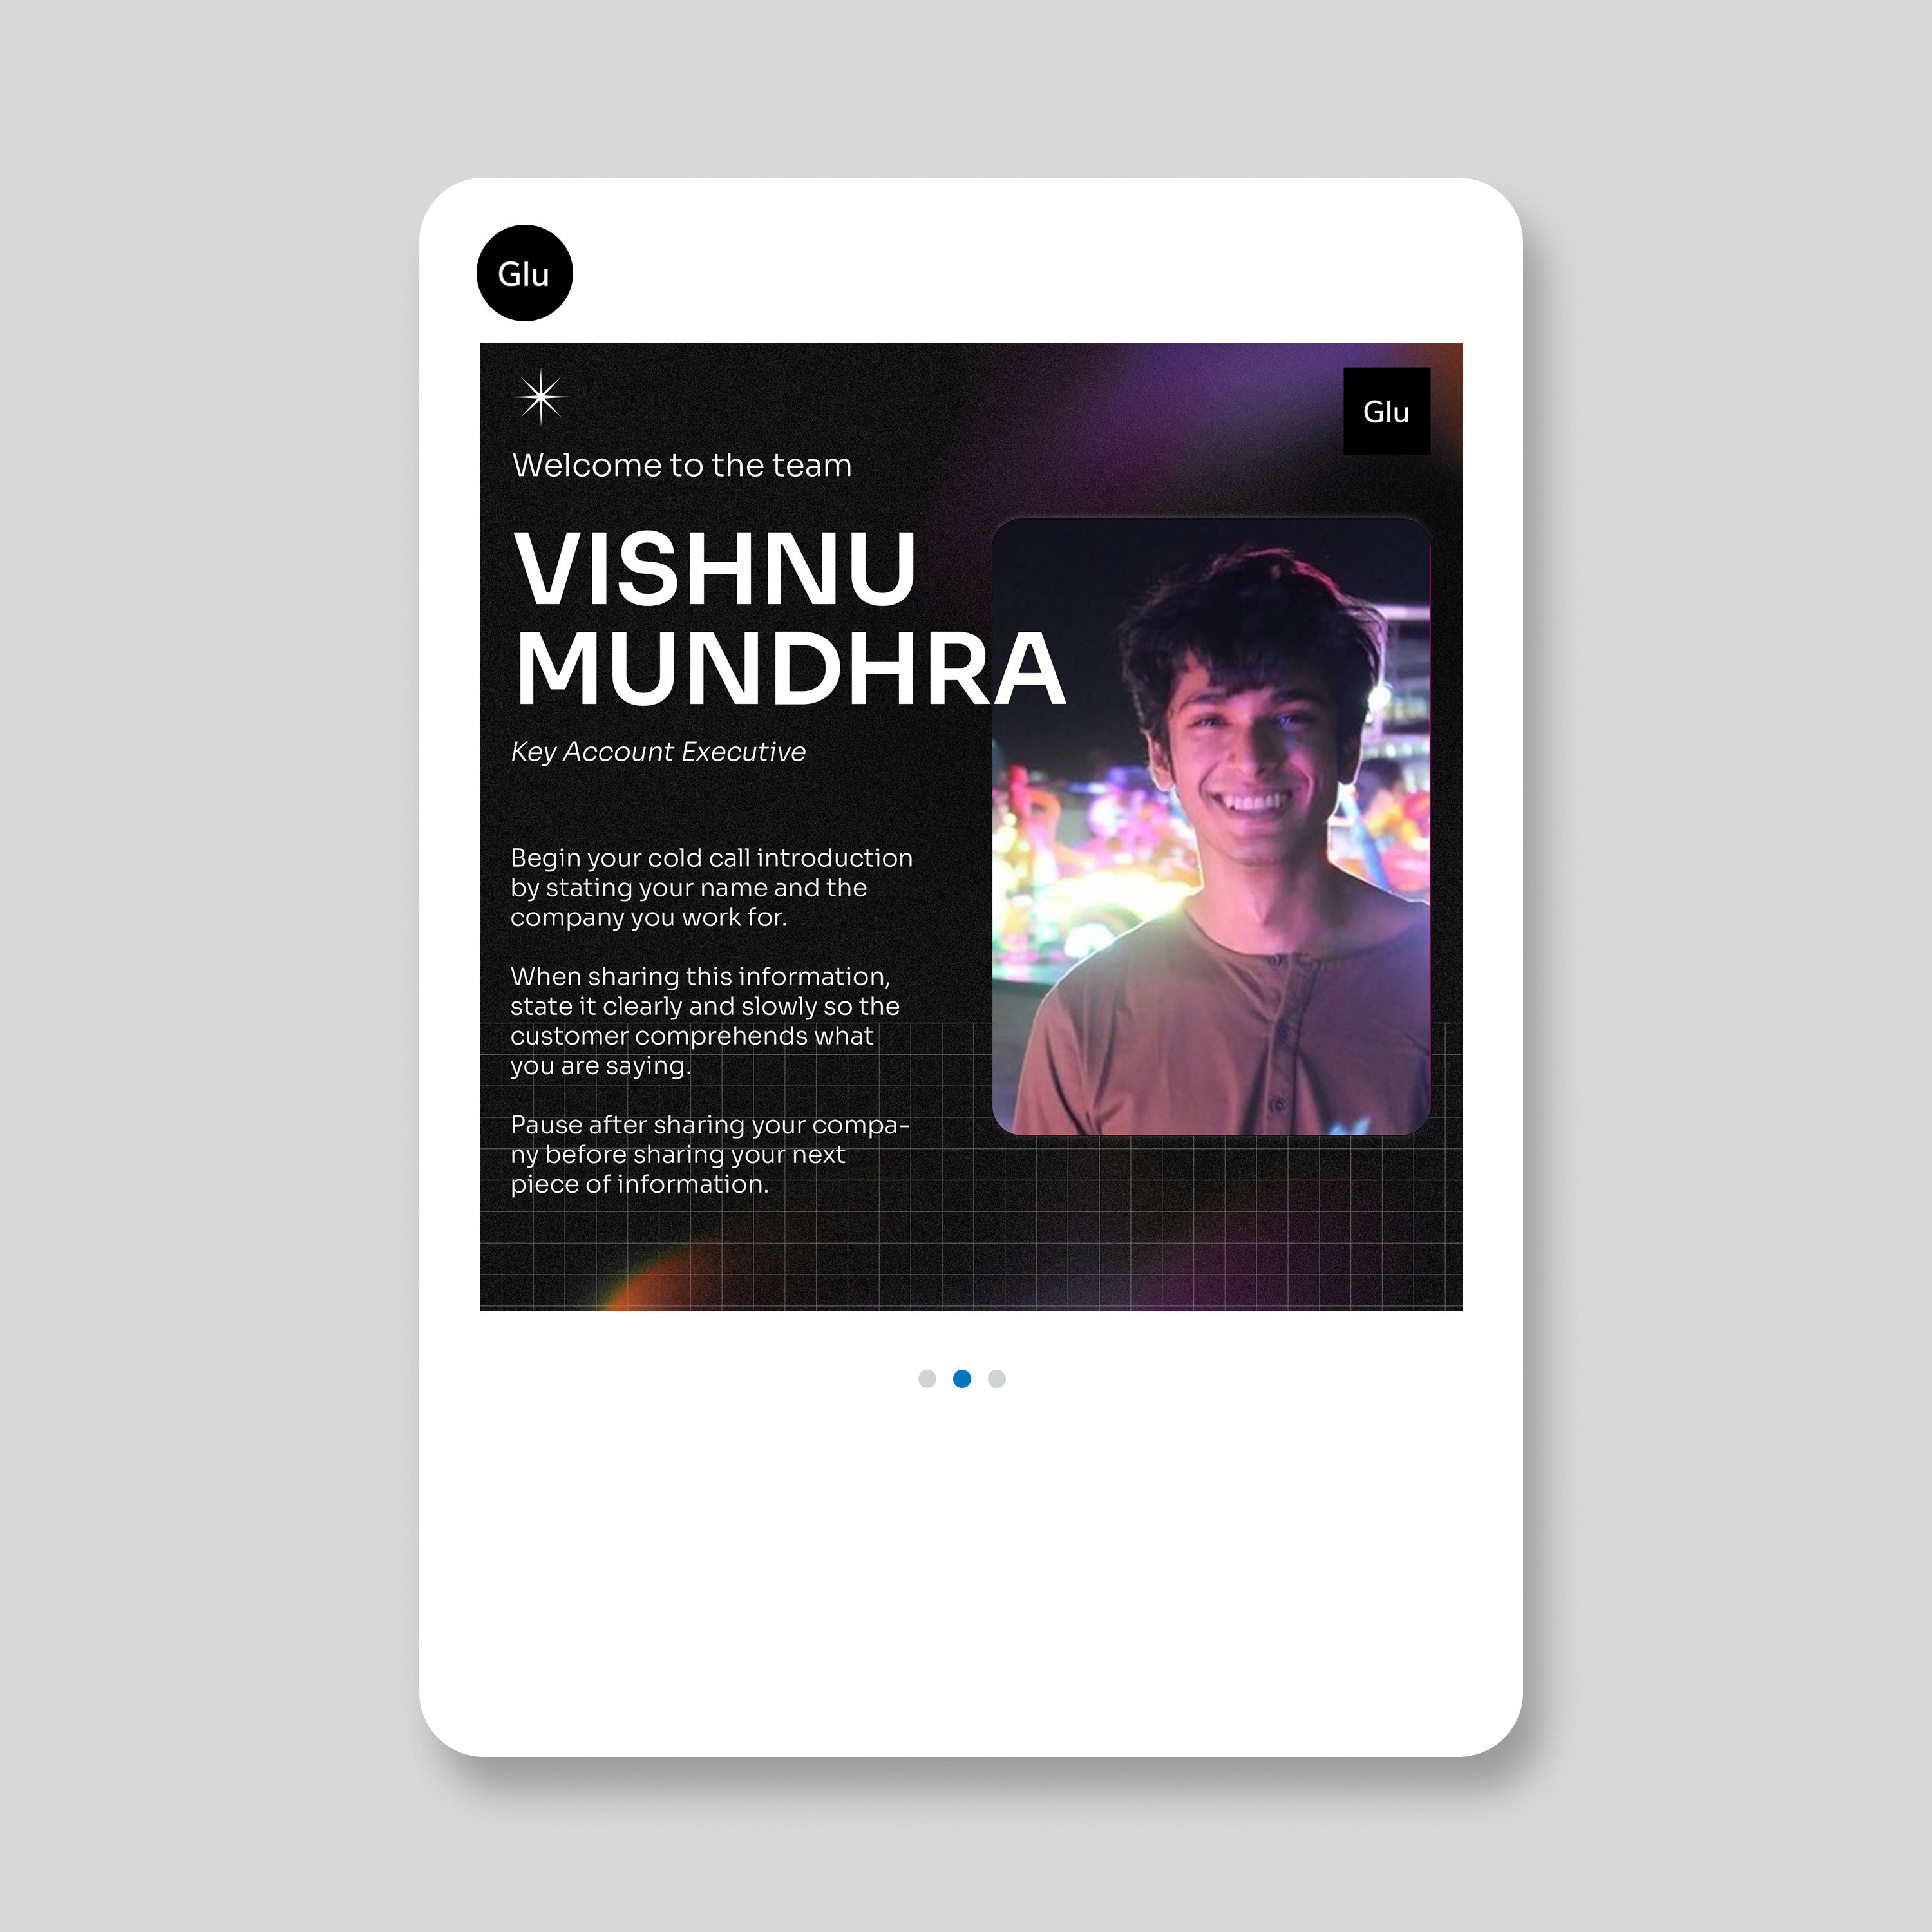 Glu
Glu
Welcome to the team
VISHNU
MUNDHRA
Key Account Executive
Begin your cold call introduction
by stating your name and the
company you work for.
When sharing this information,
state it clearly and slowly so the
customer comprehends what
you are saying.
Pause after sharing your compa-
ny before sharing your next
piece of information.